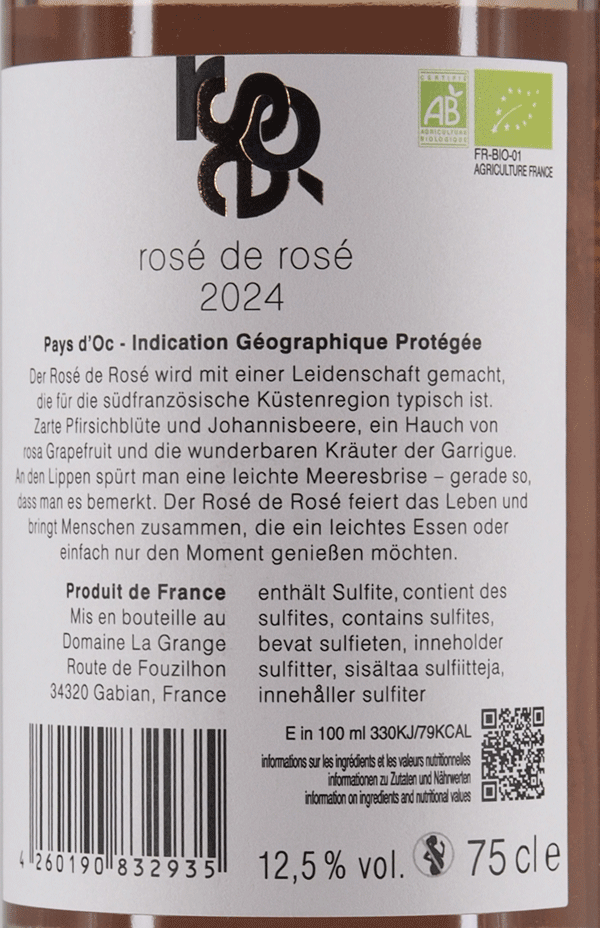 rosé
CERTIFIÉ
AB
AGRICULTURE
BIOLOGIQUE
FR-BIO-01
AGRICULTURE FRANCE
rosé de rosé
2024
Pays d'Oc - Indication Géographique Protégée
Der Rosé de Rosé wird mit einer Leidenschaft gemacht,
die für die südfranzösische Küstenregion typisch ist.
Zarte Pfirsichblüte und Johannisbeere, ein Hauch von
rosa Grapefruit und die wunderbaren Kräuter der Garrigue.
An den Lippen spürt man eine leichte Meeresbrise – gerade so,
dass man es bemerkt. Der Rosé de Rosé feiert das Leben und
bringt Menschen zusammen, die ein leichtes Essen oder
einfach nur den Moment genießen möchten.
Produit de France
Mis en bouteille au
Domaine La Grange
Route de Fouzilhon
34320 Gabian, France
enthält Sulfite, contient des
sulfites, contains sulfites,
bevat sulfieten, inneholder
sulfitter, sisältaa sulfiitteja,
innehåller sulfiter
E in 100 ml 330KJ/79KCAL
informations sur les ingrédients et les valeurs nutritionnelles
informationen zu Zutaten und Nährwerten
information on ingredients and nutritional values
4 260190 832935
12,5 % vol.
75 cl e